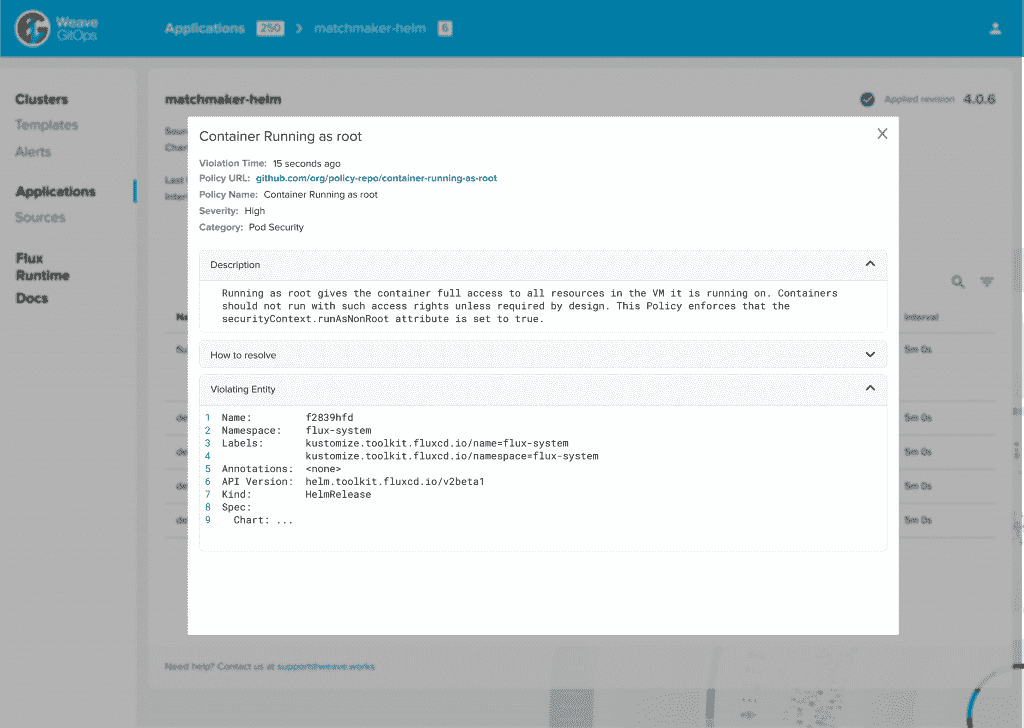 Weave
GitOps
Applications 250 > matchmaker-helm 6
Clusters
Templates
Alerts
Applications
Sources
Flux
Runtime
Docs
matchmaker-helm
Applied revision 4.0.6
Container Running as root
Violation Time: 15 seconds ago
Policy URL: github.com/org/policy-repo/container-running-as-root
Policy Name: Container Running as root
Severity: High
Category: Pod Security
Description
Running as root gives the container full access to all resources in the VM it is running on. Containers
should not run with such access rights unless required by design. This Policy enforces that the
securityContext.runAsNonRoot attribute is set to true.
How to resolve
Violating Entity
1 Name: f2839hfd
2 Namespace: flux-system
3 Labels: kustomize.toolkit.fluxcd.io/name=flux-system
4 kustomize.toolkit.fluxcd.io/namespace=flux-system
5 Annotations: <none>
6 API Version: helm.toolkit.fluxcd.io/v2beta1
7 Kind: HelmRelease
8 Spec:
9 Chart: ...
Interval
5m 0s
5m 0s
5m 0s
5m 0s
5m 0s
Need help? Contact us at support@weave.works